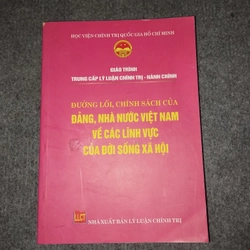 HỌC VIỆN CHÍNH TRỊ QUỐC GIA HỒ CHÍ MINH
GIÁO TRÌNH
TRUNG CẤP LÝ LUẬN CHÍNH TRỊ - HÀNH CHÍNH
ĐƯỜNG LỐI, CHÍNH SÁCH CỦA
ĐẢNG, NHÀ NƯỚC VIỆT NAM
VỀ CÁC LĨNH VỰC
CỦA ĐỜI SỐNG XÃ HỘI
LLCT
NHÀ XUẤT BẢN LÝ LUẬN CHÍNH TRỊ